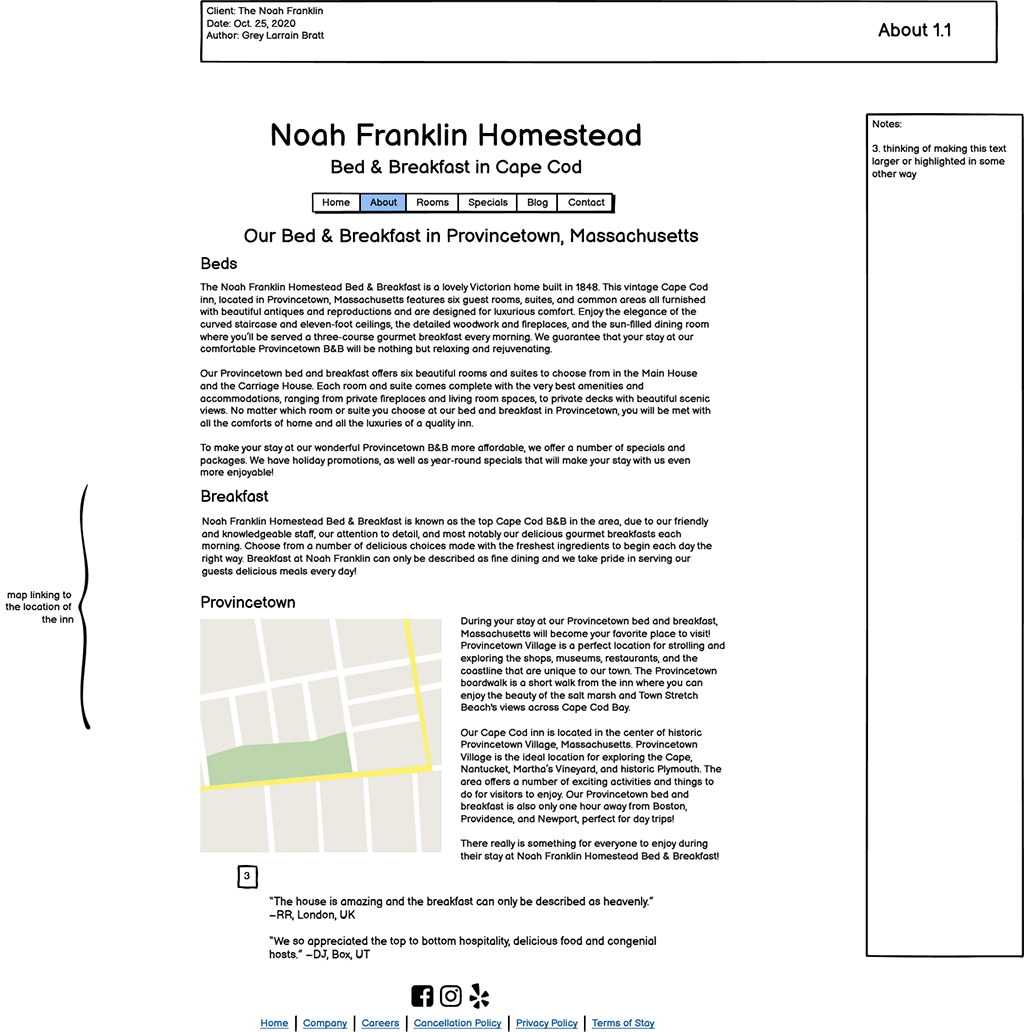 Client: The Noah Franklin
Date: Oct. 25, 2020
Author: Grey Larrain Bratt
About 1.1
Noah Franklin Homestead
Bed & Breakfast in Cape Cod
Home About Rooms Specials Blog Contact
Our Bed & Breakfast in Provincetown, Massachusetts
Beds
The Noah Franklin Homestead Bed & Breakfast is a lovely Victorian home built in 1848. This vintage Cape Cod
inn, located in Provincetown, Massachusetts features six guest rooms, suites, and common areas all furnished
with beautiful antiques and reproductions and are designed for luxurious comfort. Enjoy the elegance of the
curved staircase and eleven-foot ceilings, the detailed woodwork and fireplaces, and the sun-filled dining room
where you'll be served a three-course gourmet breakfast every morning. We guarantee that your stay at our
comfortable Provincetown B&B will be nothing but relaxing and rejuvenating.
Our Provincetown bed and breakfast offers six beautiful rooms and suites to choose from in the Main House
and the Carriage House. Each room and suite comes complete with the very best amenities and
accommodations, ranging from private fireplaces and living room spaces, to private decks with beautiful scenic
views. No matter which room or suite you choose at our bed and breakfast in Provincetown, you will be met with
all the comforts of home and all the luxuries of a quality inn.
To make your stay at our wonderful Provincetown B&B more affordable, we offer a number of specials and
packages. We have holiday promotions, as well as year-round specials that will make your stay with us even
more enjoyable!
Breakfast
Noah Franklin Homestead Bed & Breakfast is known as the top Cape Cod B&B in the area, due to our friendly
and knowledgeable staff, our attention to detail, and most notably our delicious gourmet breakfasts each
morning. Choose from a number of delicious choices made with the freshest ingredients to begin each day the
right way. Breakfast at Noah Franklin can only be described as fine dining and we take pride in serving our
guests delicious meals every day!
map linking to
the location of
the inn
Provincetown
During your stay at our Provincetown bed and breakfast,
Massachusetts will become your favorite place to visit!
Provincetown Village is a perfect location for strolling and
exploring the shops, museums, restaurants, and the
coastline that are unique to our town. The Provincetown
boardwalk is a short walk from the inn where you can
enjoy the beauty of the salt marsh and Town Stretch
Beach's views across Cape Cod Bay.
Our Cape Cod inn is located in the center of historic
Provincetown Village, Massachusetts. Provincetown
Village is the ideal location for exploring the Cape,
Nantucket, Martha's Vineyard, and historic Plymouth. The
area offers a number of exciting activities and things to
do for visitors to enjoy. Our Provincetown bed and
breakfast is also only one hour away from Boston,
Providence, and Newport, perfect for day trips!
There really is something for everyone to enjoy during
their stay at Noah Franklin Homestead Bed & Breakfast!
3
"The house is amazing and the breakfast can only be described as heavenly."
–RR, London, UK
"We so appreciated the top to bottom hospitality, delicious food and congenial
hosts." –DJ, Box, UT
Home | Company | Careers | Cancellation Policy | Privacy Policy | Terms of Stay
Notes:
3. thinking of making this text
larger or highlighted in some
other way